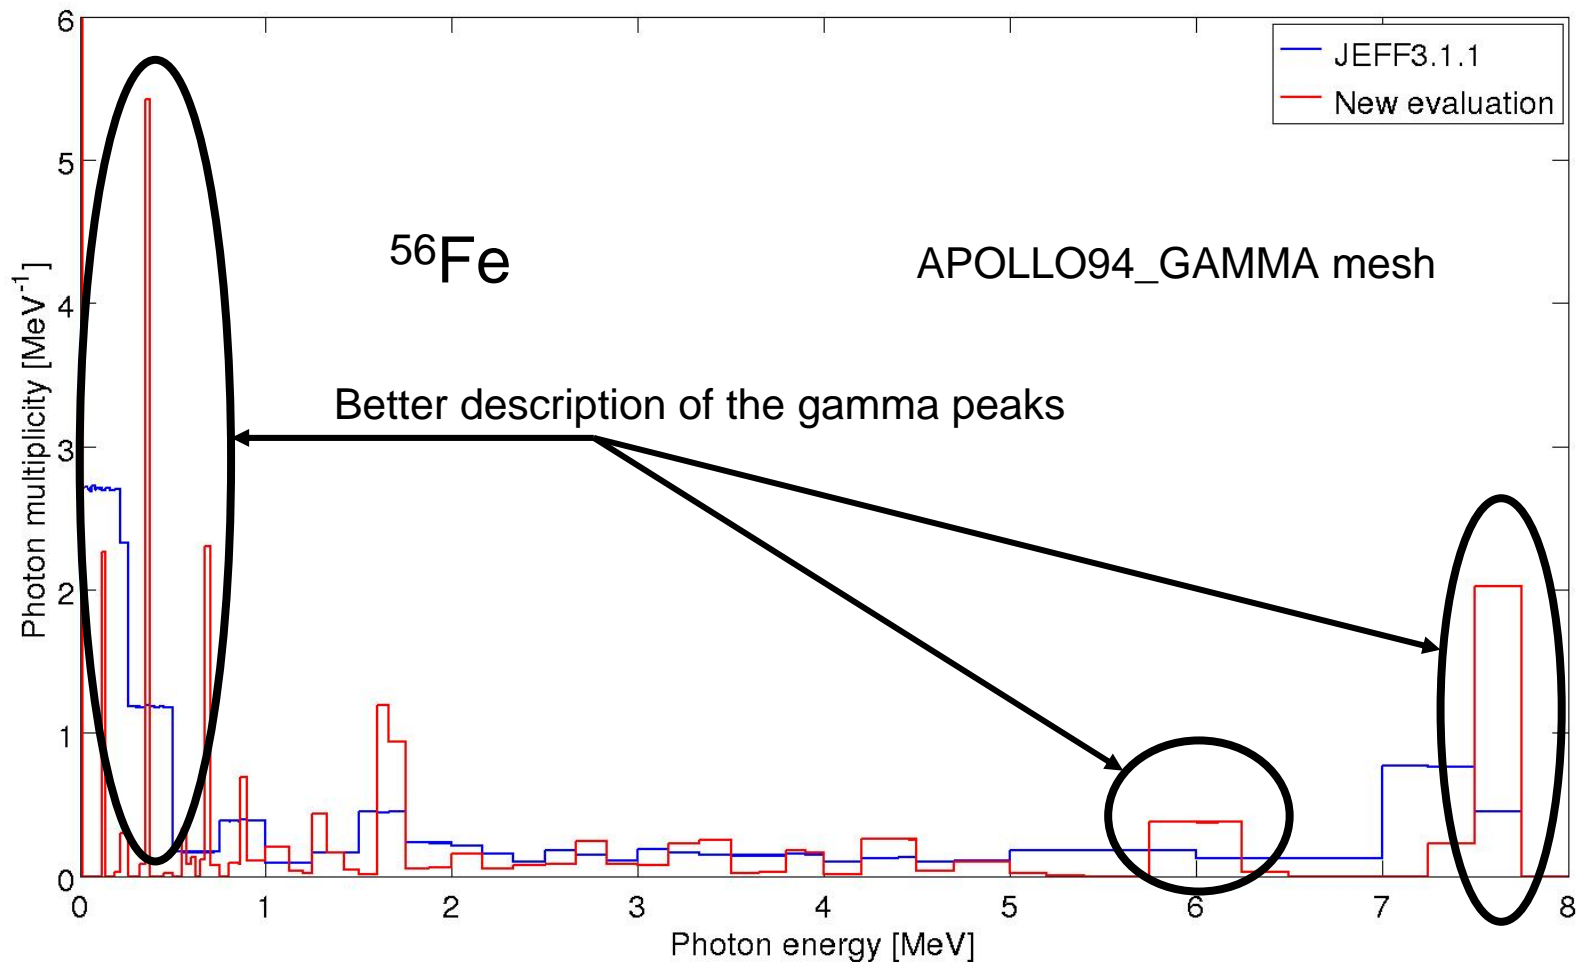 6
5
4
3
2
1
0
Photon multiplicity [MeV⁻¹]
JEFF3.1.1
New evaluation
⁵⁶Fe
APOLLO94_GAMMA mesh
Better description of the gamma peaks
0 1 2 3 4 5 6 7 8
Photon energy [MeV]